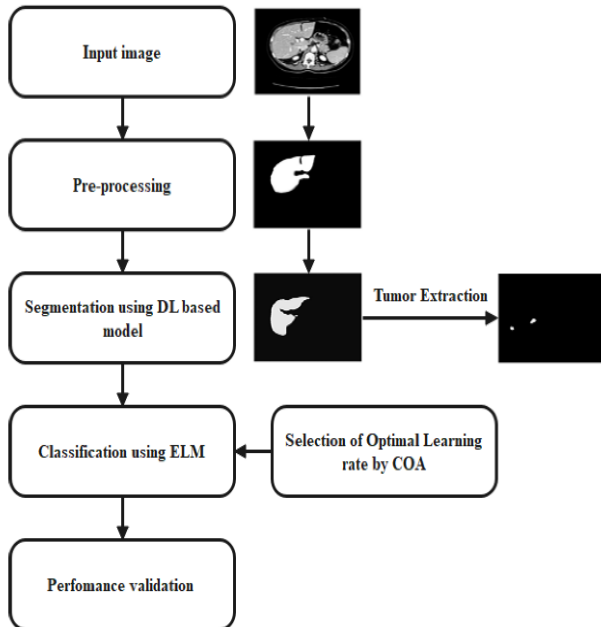 Input image
Pre-processing
Segmentation using DL based
model
Tumor Extraction
Classification using ELM
Selection of Optimal Learning
rate by COA
Perfomance validation